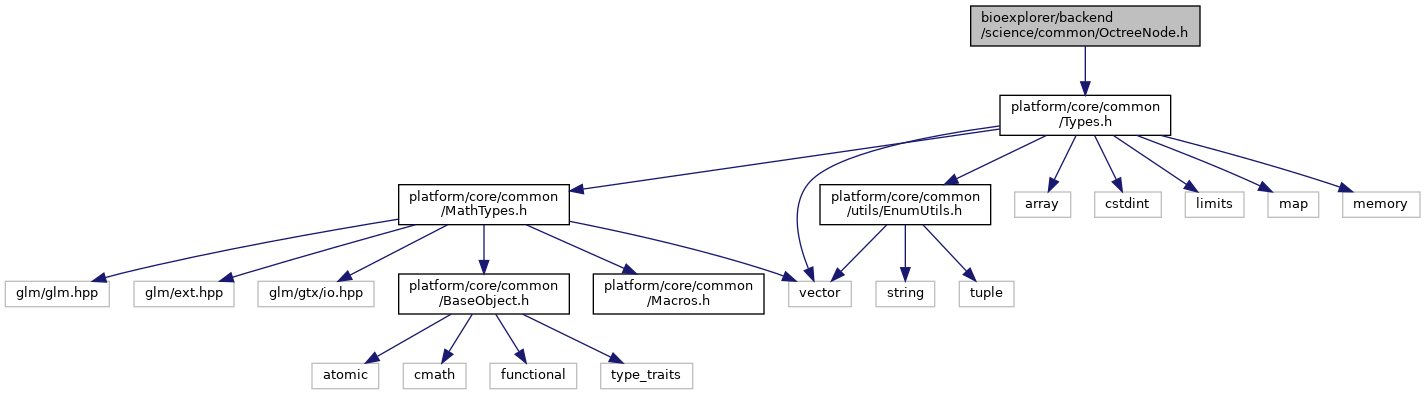 bioexplorer/backend
/science/common/OctreeNode.h
platform/core/common
/Types.h
platform/core/common
/MathTypes.h
platform/core/common
/utils/EnumUtils.h
array
cstdint
limits
map
memory
glm/glm.hpp
glm/ext.hpp
glm/gtx/io.hpp
platform/core/common
/BaseObject.h
platform/core/common
/Macros.h
vector
string
tuple
atomic
cmath
functional
type_traits